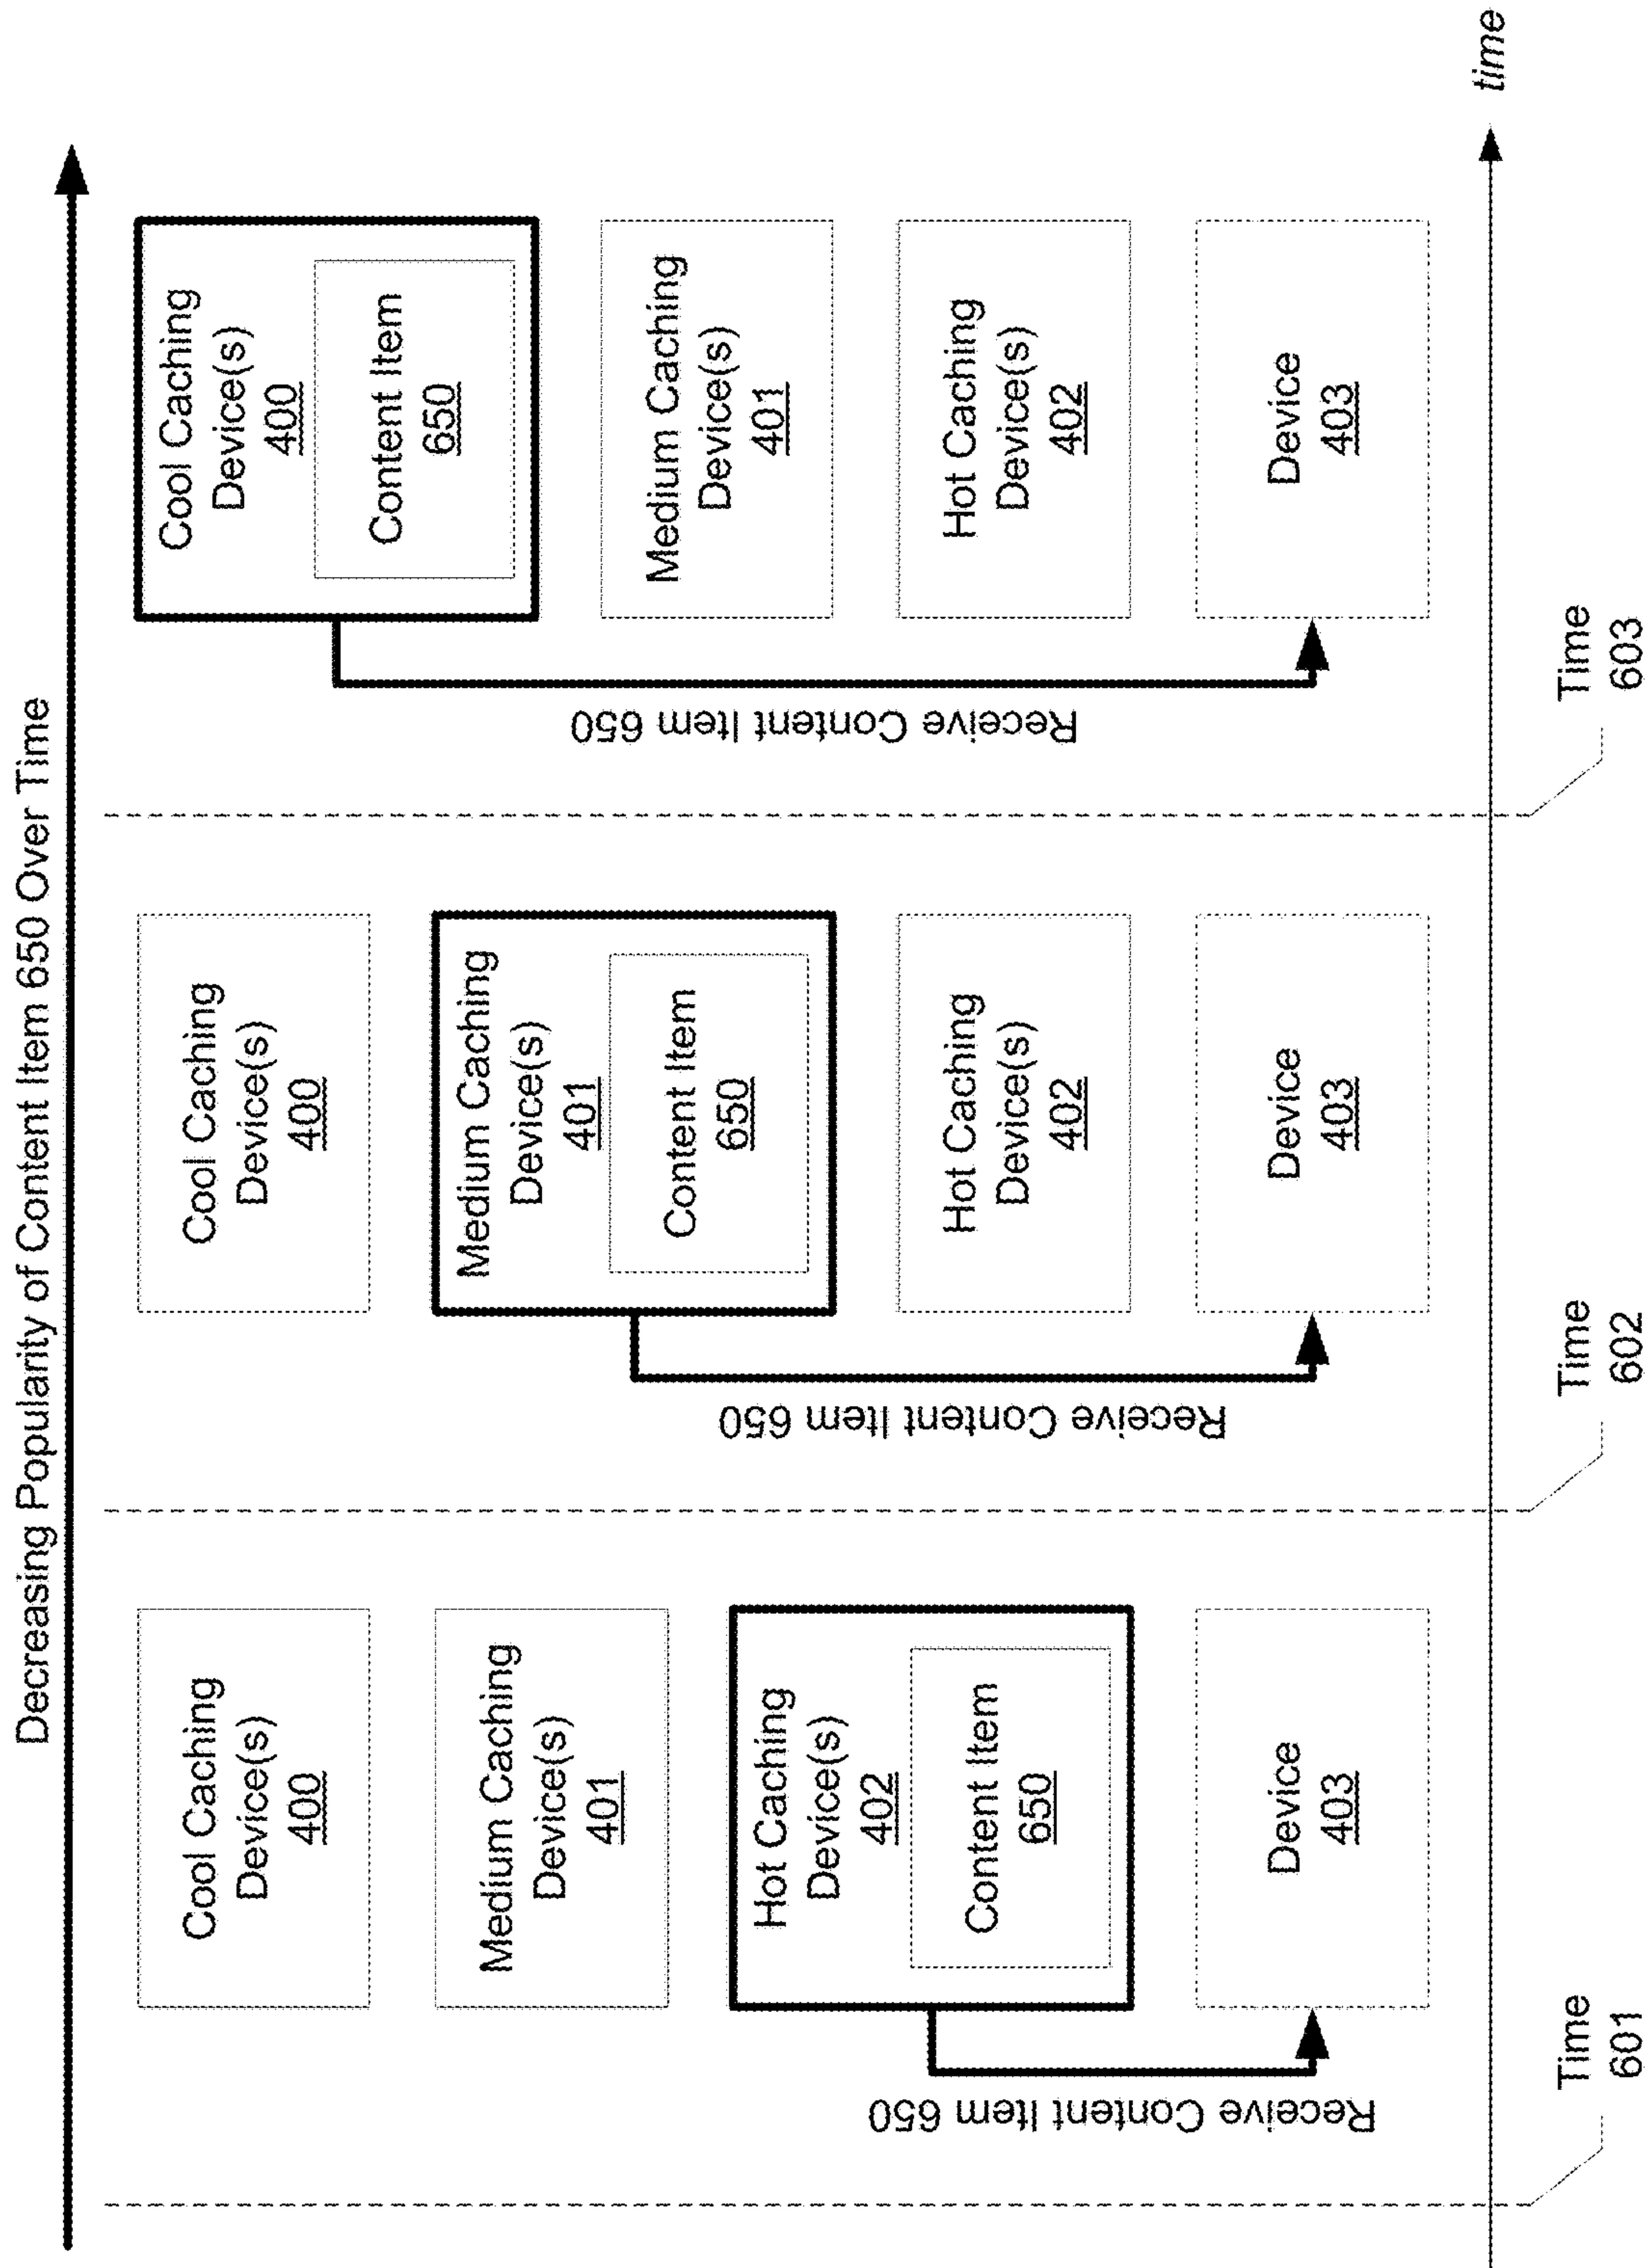 Decreasing Popularity of Content Item 650 Over Time
Cool Caching
Device(s)
400
Medium Caching
Device(s)
401
Hot Caching
Device(s)
402
Content Item
650
Device
403
Receive Content Item 650
Time
601
Cool Caching
Device(s)
400
Medium Caching
Device(s)
401
Content Item
650
Hot Caching
Device(s)
402
Device
403
Receive Content Item 650
Time
602
Cool Caching
Device(s)
400
Content Item
650
Medium Caching
Device(s)
401
Hot Caching
Device(s)
402
Device
403
Receive Content Item 650
Time
603
time